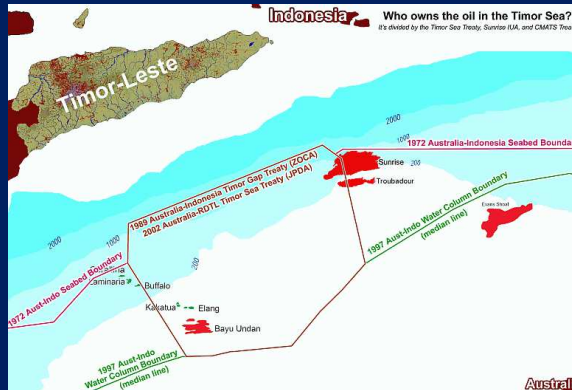 Indonesia
Who owns the oil in the Timor Sea?
It's divided by the Timor Sea Treaty, Sunrise IUA, and CMATS Trea
Timor-Leste
2000
1000
200
1972 Australia-Indonesia Seabed Bounda
Sunrise
Troubadour
1989 Australia-Indonesia Timor Gap Treaty (ZOCA)
2002 Australia-RDTL Timor Sea Treaty (JPDA)
Evans Shoal
1997 Aust-Indo Water Column Boundary
(median line)
2000
1000
200
1972 Aust-Indo Seabed Boundary
Laminaria
Buffalo
Kakatua
Elang
Bayu Undan
1997 Aust-Indo
Water Column Boundary
(median line)
Austral